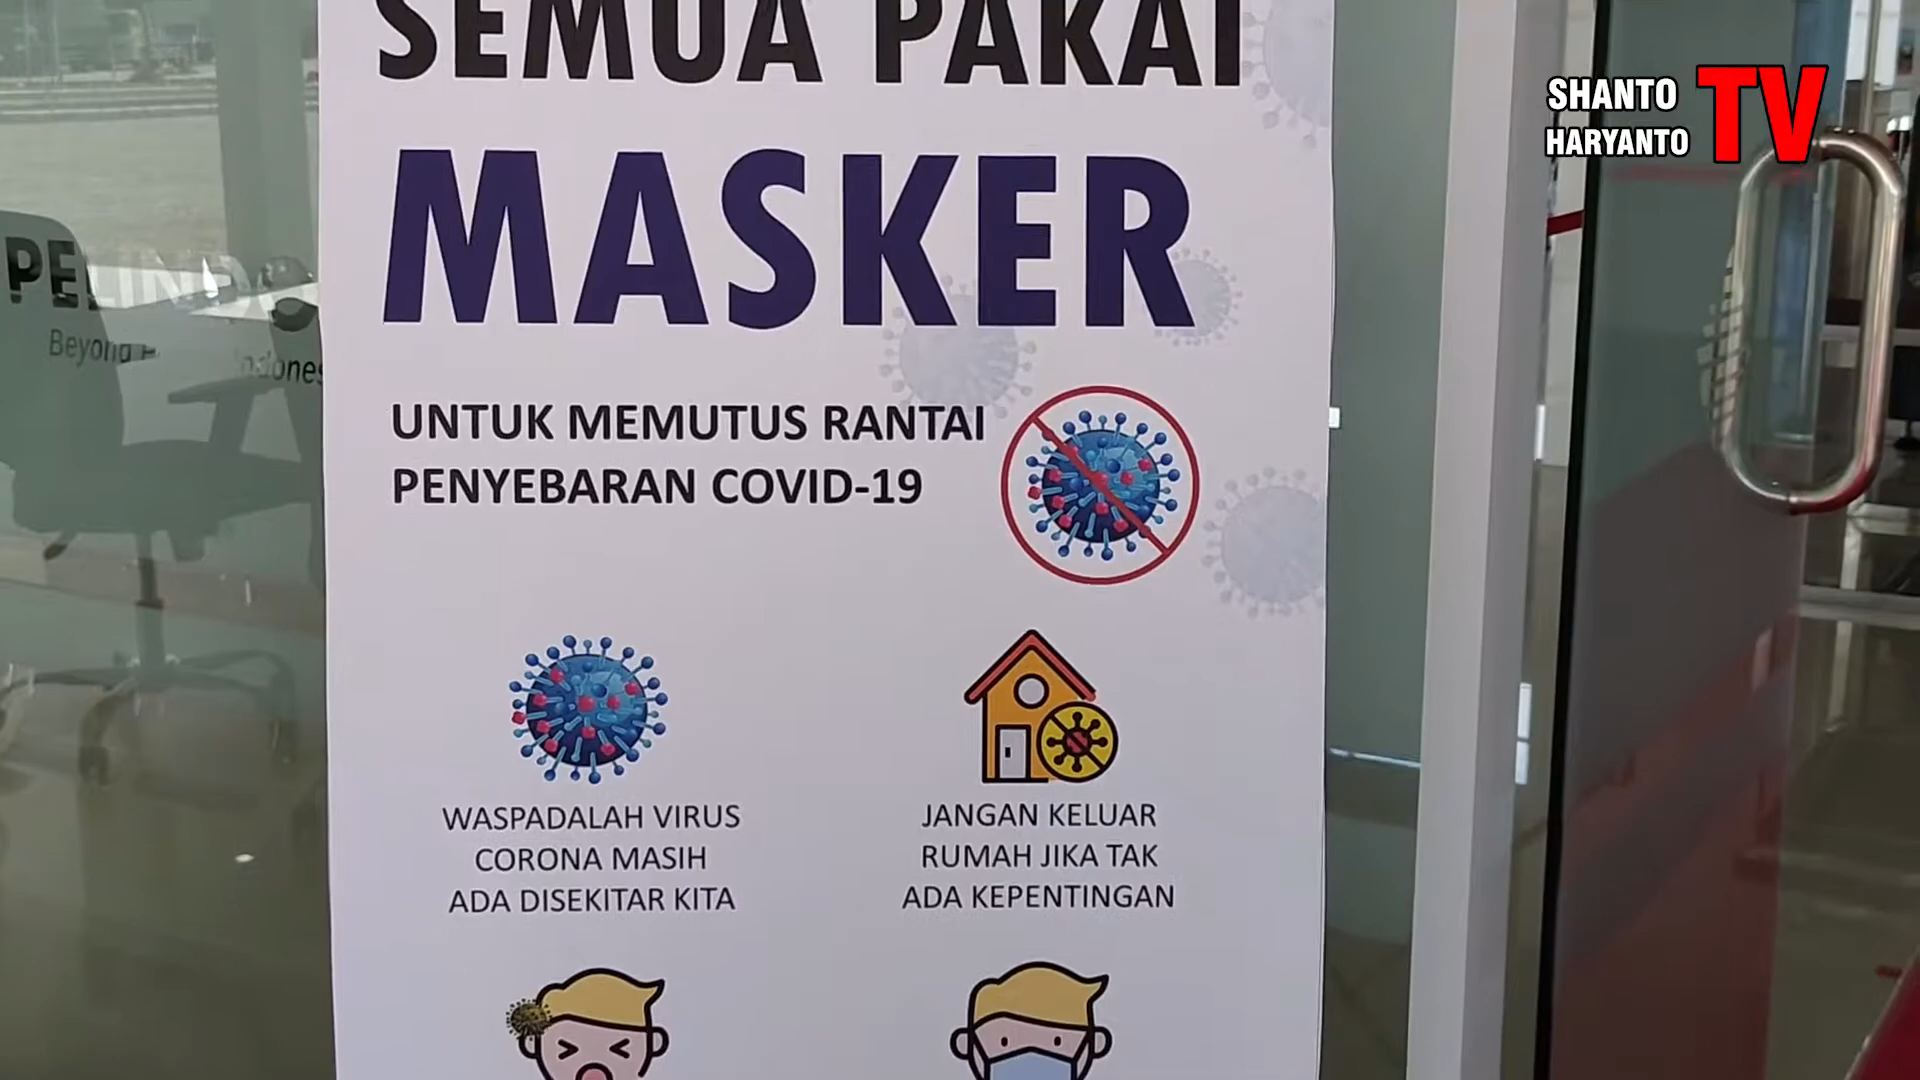 SEMUA PAKAI
MASKER
UNTUK MEMUTUS RANTAI
PENYEBARAN COVID-19
WASPADALAH VIRUS
CORONA MASIH
ADA DISEKITAR KITA
JANGAN KELUAR
RUMAH JIKA TAK
ADA KEPENTINGAN
SHANTO
HARYANTO
TV
Beyond